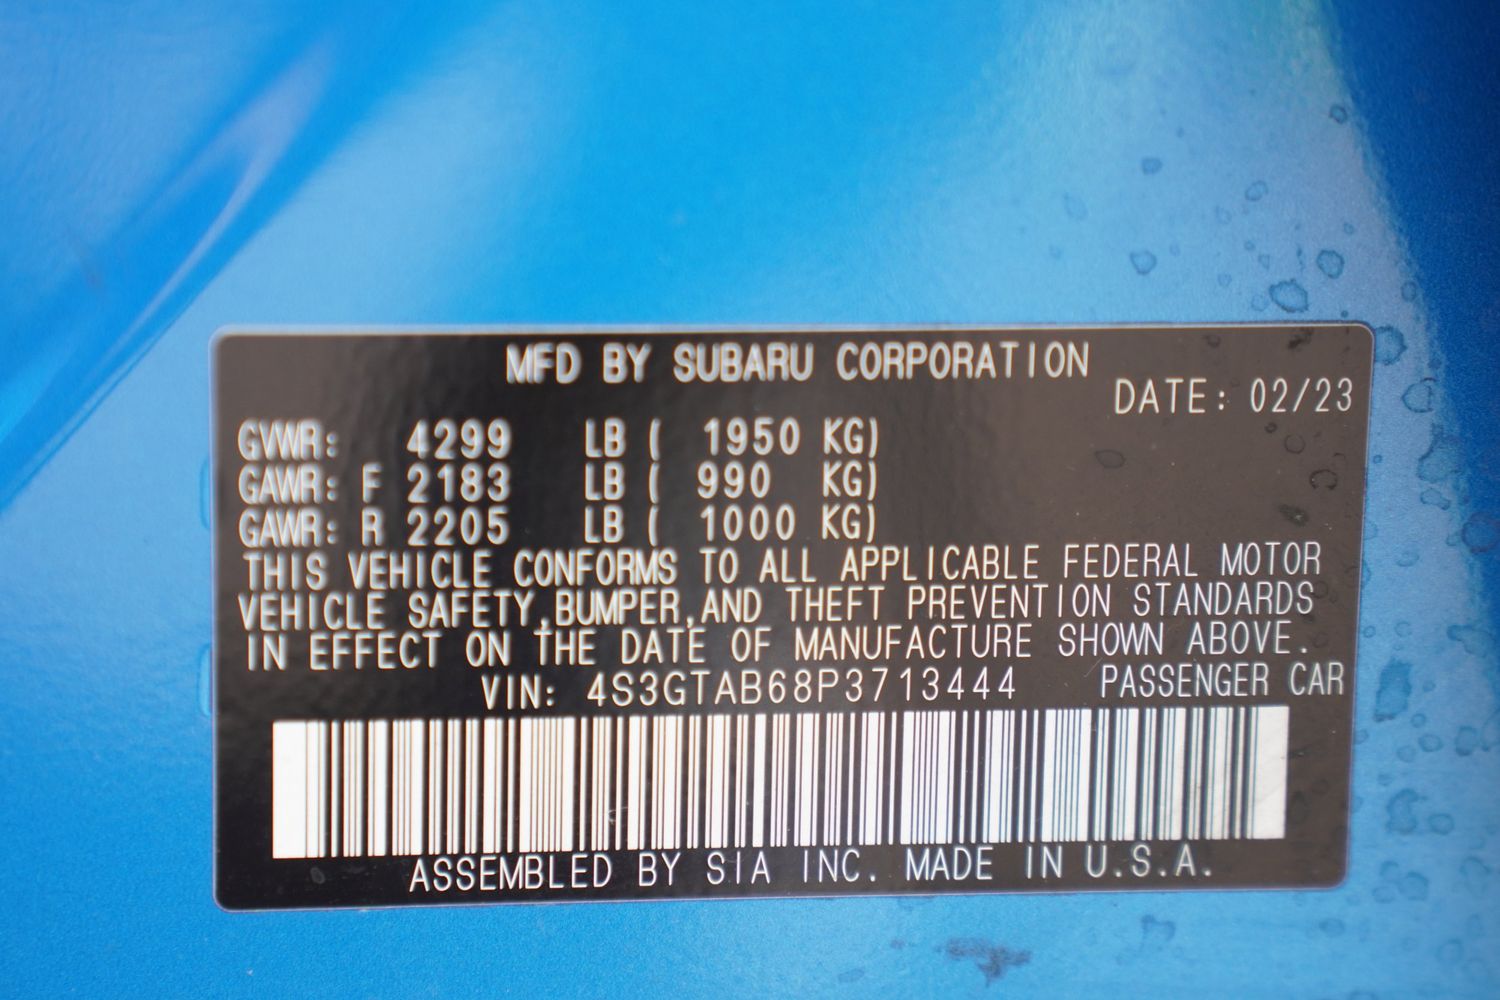 MFD BY SUBARU CORPORATION
DATE: 02/23
GVWR: 4299 LB ( 1950 KG)
GAWR: F 2183 LB ( 990 KG)
GAWR: R 2205 LB ( 1000 KG)
THIS VEHICLE CONFORMS TO ALL APPLICABLE FEDERAL MOTOR
VEHICLE SAFETY,BUMPER,AND THEFT PREVENTION STANDARDS
IN EFFECT ON THE DATE OF MANUFACTURE SHOWN ABOVE.
VIN: 4S3GTAB68P3713444 PASSENGER CAR
ASSEMBLED BY SIA INC. MADE IN U.S.A.